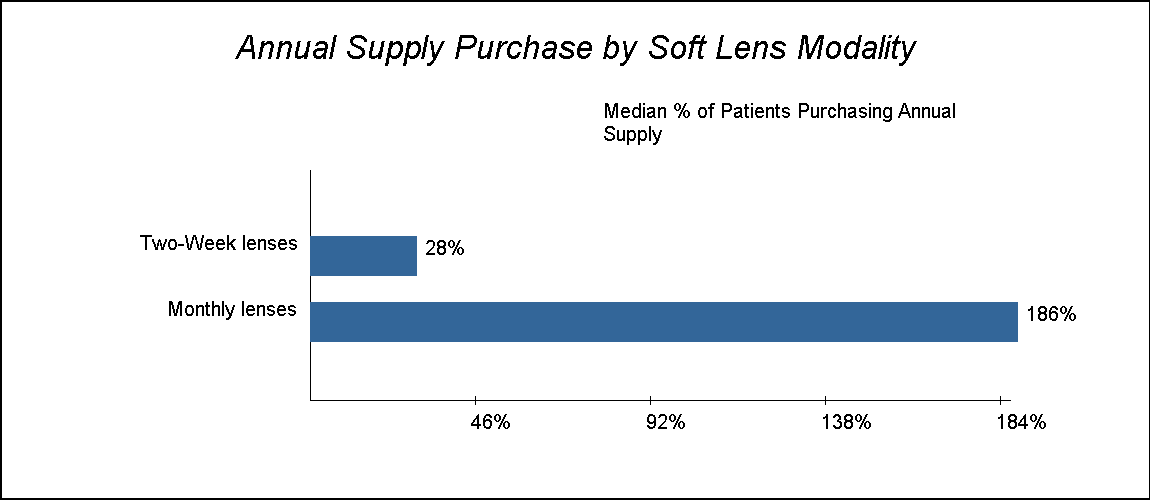 Annual Supply Purchase by Soft Lens Modality
Median % of Patients Purchasing Annual
Supply
Two-Week lenses
28%
Monthly lenses
186%
46%
92%
138%
184%